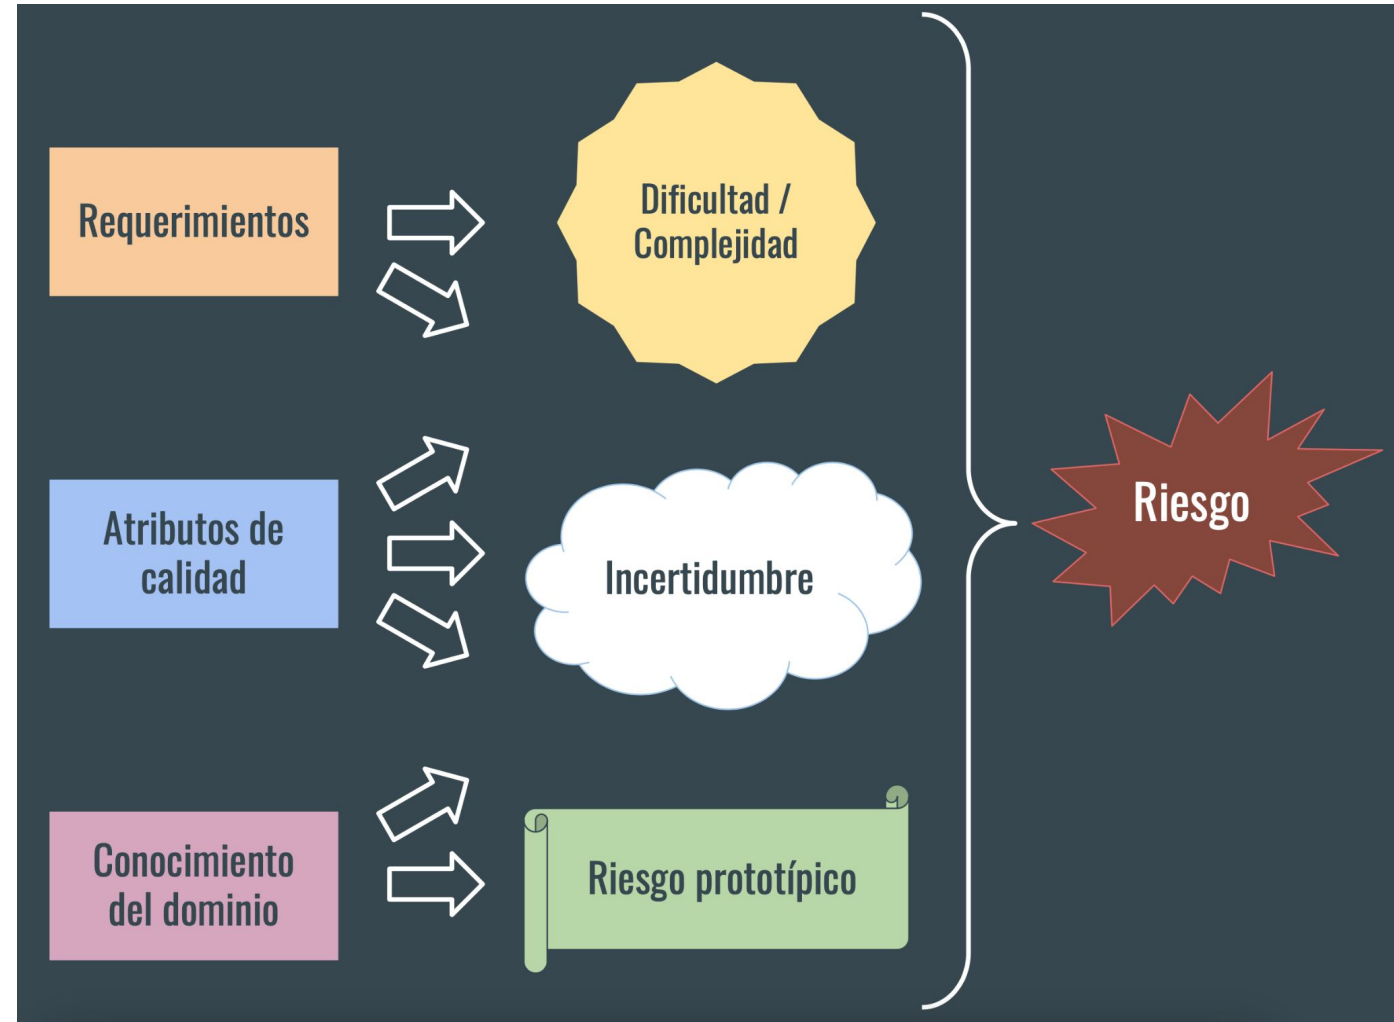 Requerimientos
Dificultad /
Complejidad
Atributos de
calidad
Incertidumbre
Riesgo
Conocimiento
del dominio
Riesgo prototípico